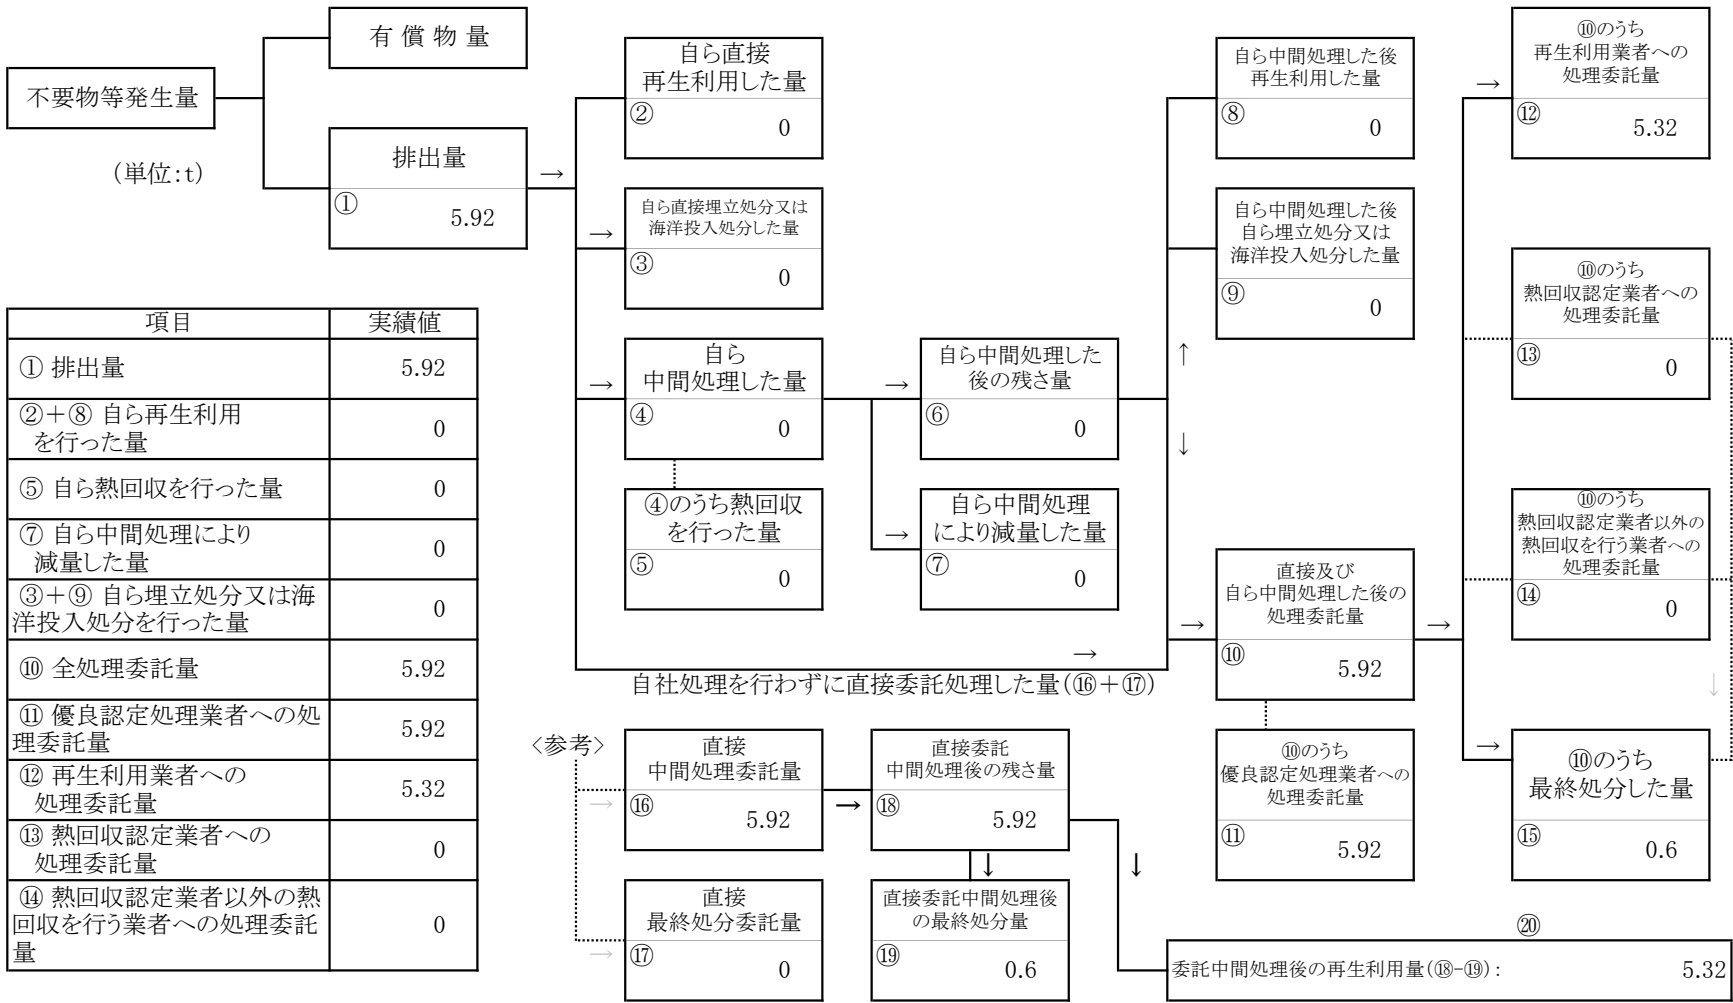 有 償 物 量
不要物等発生量
(単位:t)
排出量
①
5.92
→
自ら直接
再生利用した量
②
0
→
自ら直接埋立処分又は
海洋投入処分した量
③
0
→
自ら
中間処理した量
④
0
④のうち熱回収
を行った量
⑤
0
→
自ら中間処理した
後の残さ量
⑥
0
→
自ら中間処理
により減量した量
⑦
0
↑
↓
自ら中間処理した後
再生利用した量
⑧
0
自ら中間処理した後
自ら埋立処分又は
海洋投入処分した量
⑨
0
→
直接及び
自ら中間処理した後の
処理委託量
⑩
5.92
⑩のうち
優良認定処理業者への
処理委託量
⑪
5.92
→
→
⑩のうち
再生利用業者への
処理委託量
⑫
5.32
⑩のうち
熱回収認定業者への
処理委託量
⑬
0
⑩のうち
熱回収認定業者以外の
熱回収を行う業者への
処理委託量
⑭
0
↓
→
⑩のうち
最終処分した量
⑮
0.6
→
自社処理を行わずに直接委託処理した量(⑯+⑰)
項目 実績値
① 排出量 5.92
②+⑧ 自ら再生利用
を行った量 0
⑤ 自ら熱回収を行った量 0
⑦ 自ら中間処理により
減量した量 0
③+⑨ 自ら埋立処分又は海
洋投入処分を行った量 0
⑩ 全処理委託量 5.92
⑪ 優良認定処理業者への処
理委託量 5.92
⑫ 再生利用業者への
処理委託量 5.32
⑬ 熱回収認定業者への
処理委託量 0
⑭ 熱回収認定業者以外の熱
回収を行う業者への処理委託
量 0
<参考>
→
直接
中間処理委託量
⑯
5.92
→
直接委託
中間処理後の残さ量
⑱
5.92
↓
↓
→
直接
最終処分委託量
⑰
0
直接委託中間処理後
の最終処分量
⑲
0.6
⑳
委託中間処理後の再生利用量(⑱-⑲): 5.32